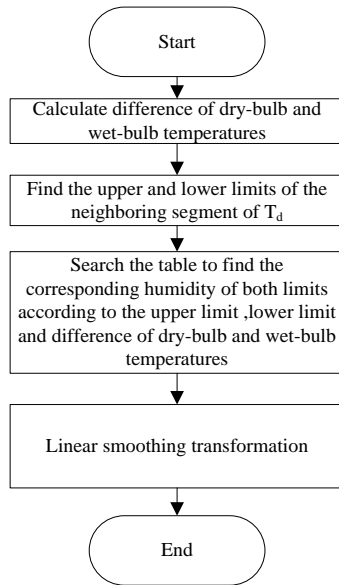 Start
Calculate difference of dry-bulb and
wet-bulb temperatures
Find the upper and lower limits of the
neighboring segment of Td
Search the table to find the
corresponding humidity of both limits
according to the upper limit ,lower limit
and difference of dry-bulb and wet-bulb
temperatures
Linear smoothing transformation
End